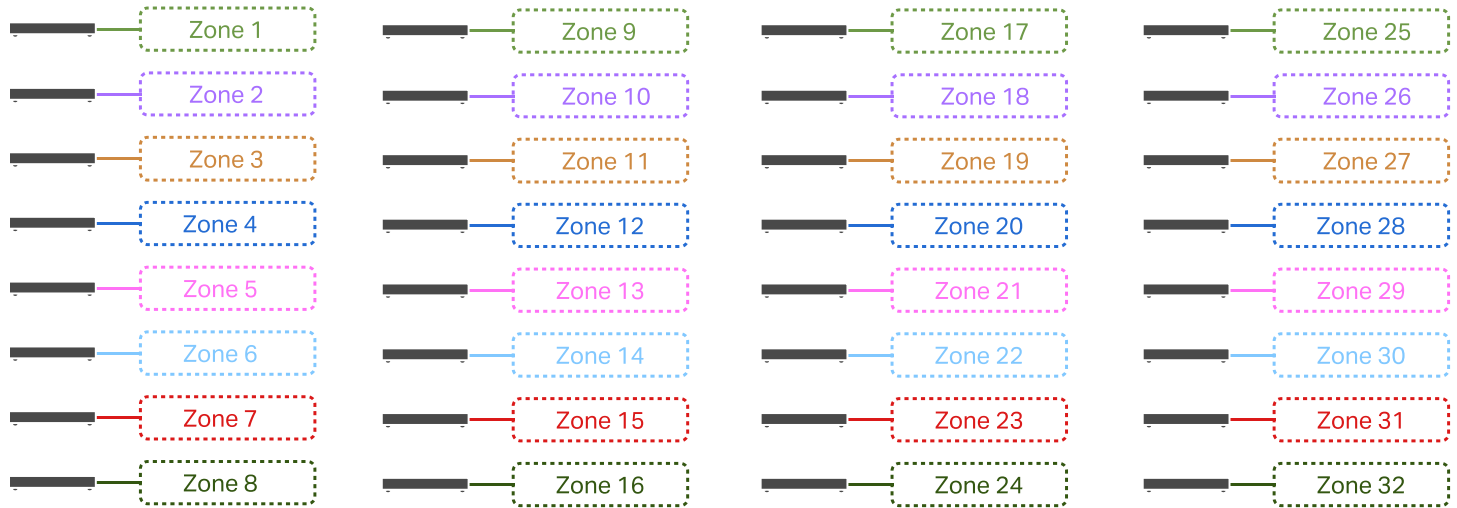 Zone 1
Zone 2
Zone 3
Zone 4
Zone 5
Zone 6
Zone 7
Zone 8
Zone 9
Zone 10
Zone 11
Zone 12
Zone 13
Zone 14
Zone 15
Zone 16
Zone 17
Zone 18
Zone 19
Zone 20
Zone 21
Zone 22
Zone 23
Zone 24
Zone 25
Zone 26
Zone 27
Zone 28
Zone 29
Zone 30
Zone 31
Zone 32